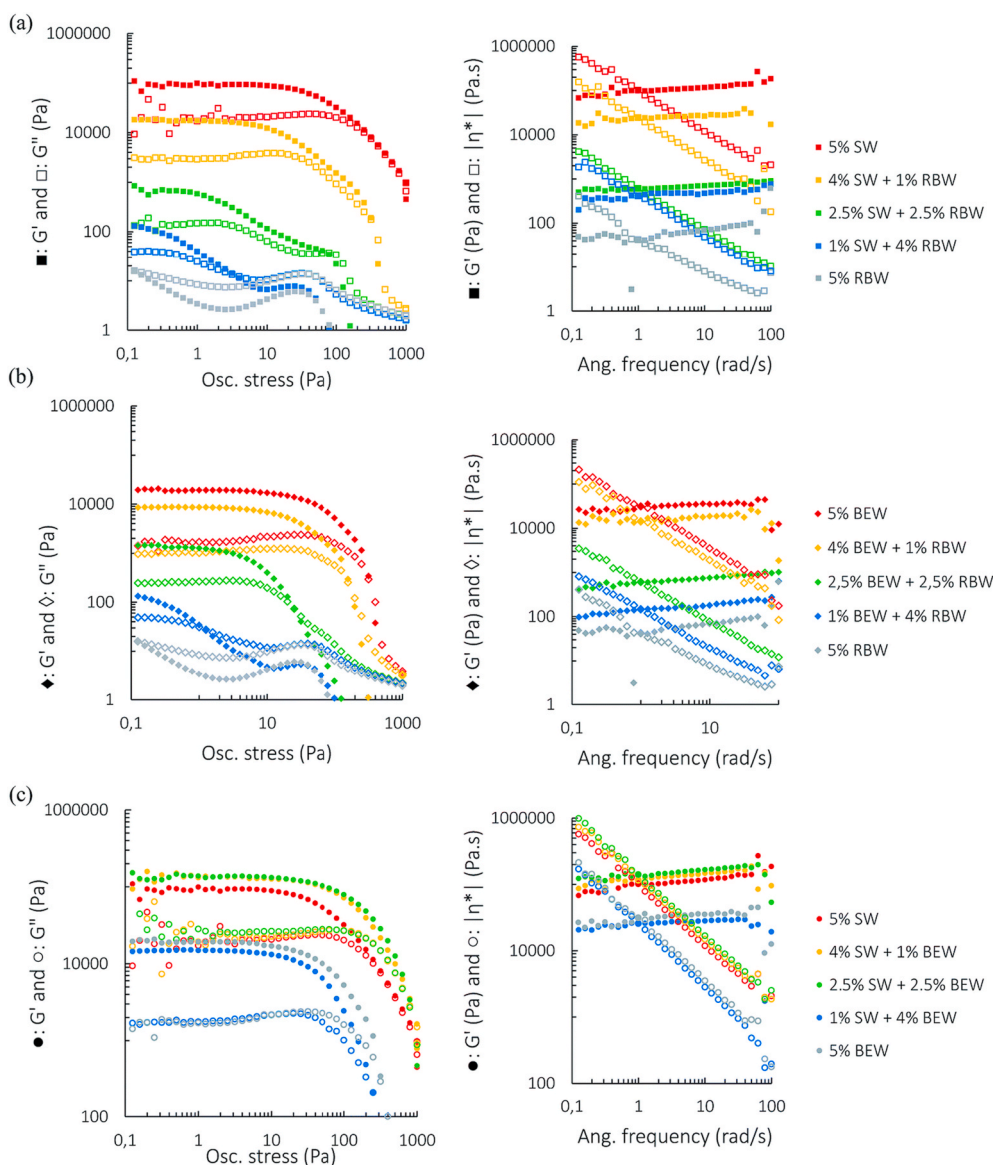 (a)
1000000
10000
100
1
0,1
1
10
100
1000
Osc. stress (Pa)
■: G' and □: G'' (Pa)
1000000
10000
100
1
0,1
1
10
100
Ang. frequency (rad/s)
■: G' (Pa) and □: |η*| (Pa.s)
5% SW
4% SW + 1% RBW
2.5% SW + 2.5% RBW
1% SW + 4% RBW
5% RBW
(b)
1000000
10000
100
1
0,1
10
1000
Osc. stress (Pa)
◆: G' and ◊: G'' (Pa)
1000000
10000
100
1
0,1
10
Ang. frequency (rad/s)
◆: G' (Pa) and ◊: |η*| (Pa.s)
5% BEW
4% BEW + 1% RBW
2,5% BEW + 2,5% RBW
1% BEW + 4% RBW
5% RBW
(c)
1000000
10000
100
0,1
1
10
100
1000
Osc. stress (Pa)
●: G' and ○: G'' (Pa)
1000000
10000
100
0,1
1
10
100
Ang. frequency (rad/s)
●: G' (Pa) and ○: |η*| (Pa.s)
5% SW
4% SW + 1% BEW
2.5% SW + 2.5% BEW
1% SW + 4% BEW
5% BEW